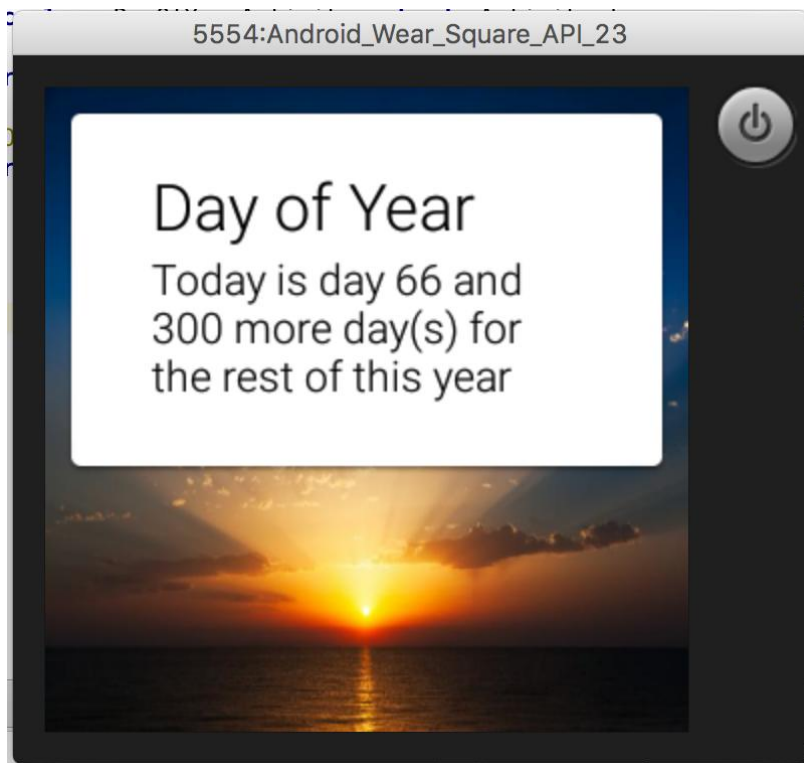 5554:Android_Wear_Square_API_23
Day of Year
Today is day 66 and
300 more day(s) for
the rest of this year